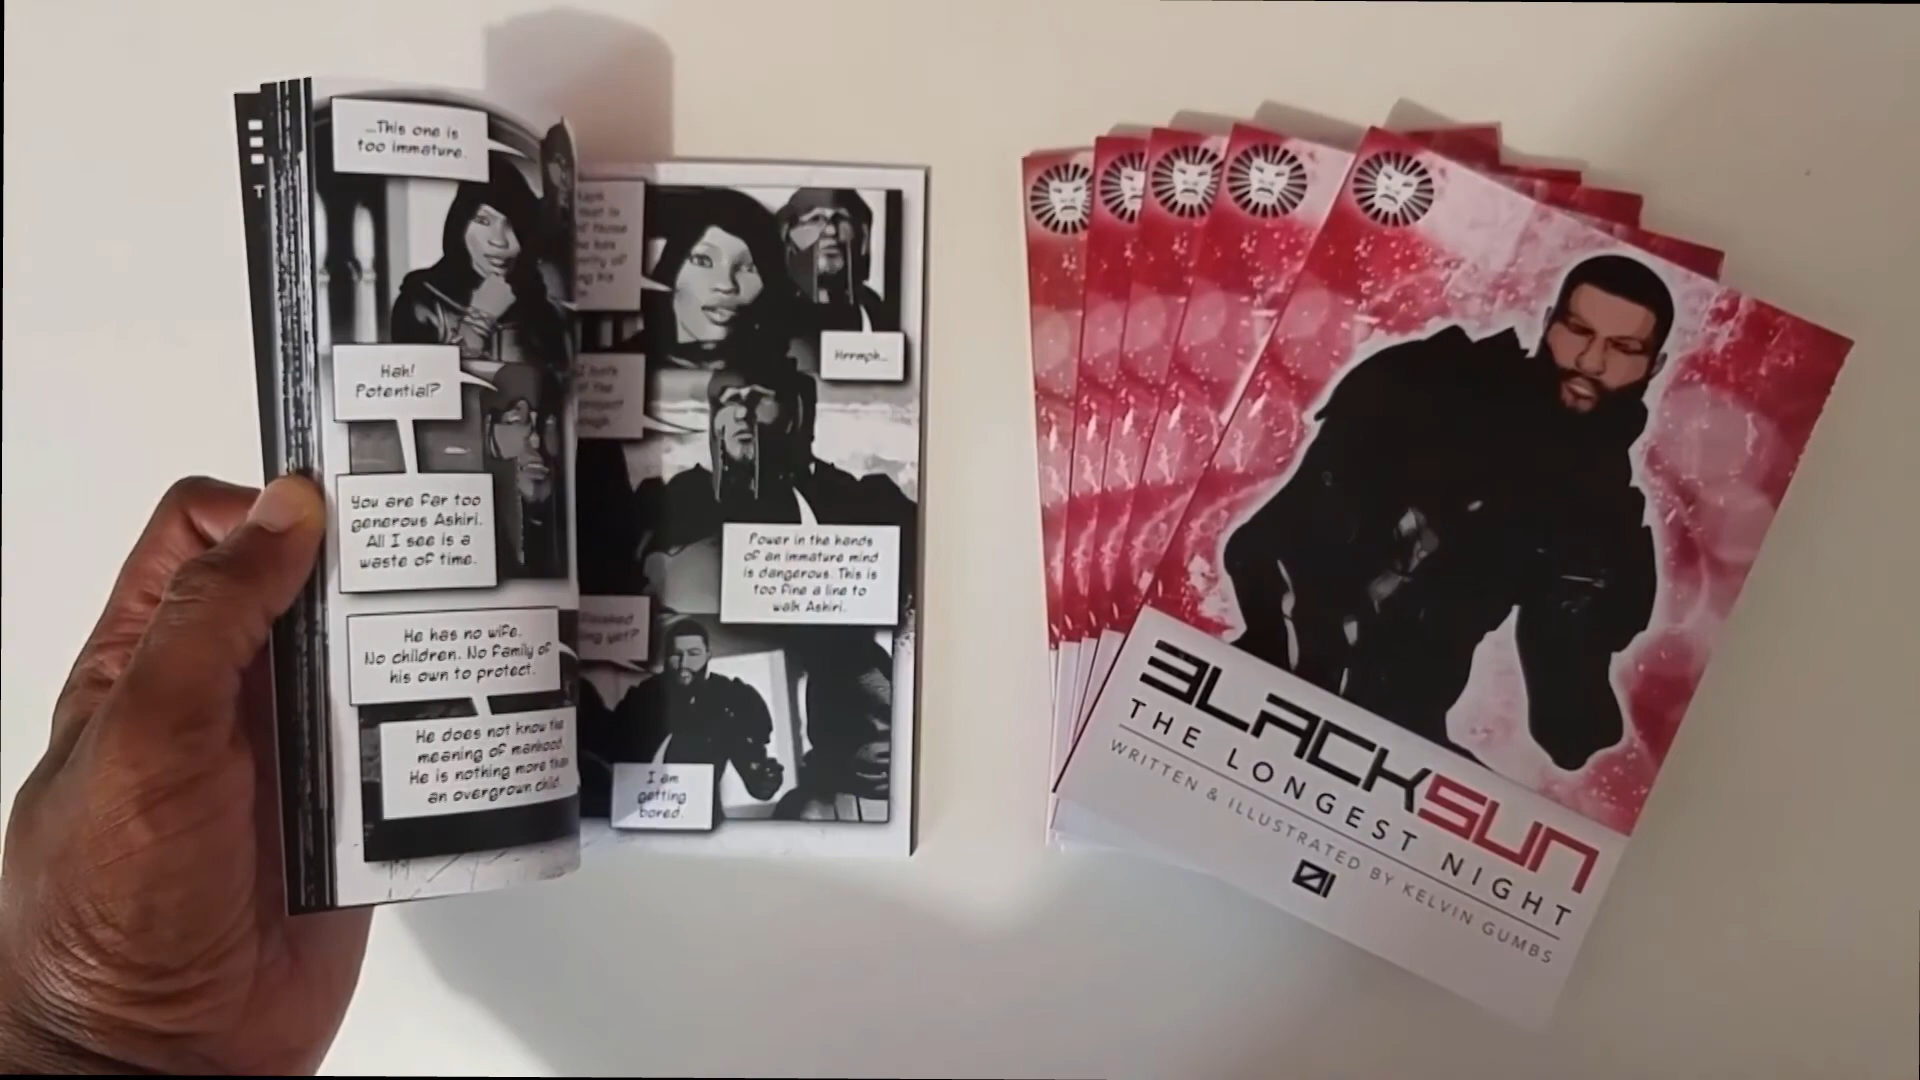 ...This one is
too immature.
Hah!
Potential?
You are far too
generous Ashiri.
All I see is a
waste of time.
He has no wife.
No children. No family of
his own to protect.
He does not know the
meaning of manhood.
He is nothing more than
an overgrown child.
Hrrmph...
Power in the hands
of an immature mind
is dangerous. This is
too fine a line to
walk Ashiri.
yet?
I am
getting
bored.
BLACKSUN
THE LONGEST NIGHT
WRITTEN & ILLUSTRATED BY KELVIN GUMBS
01